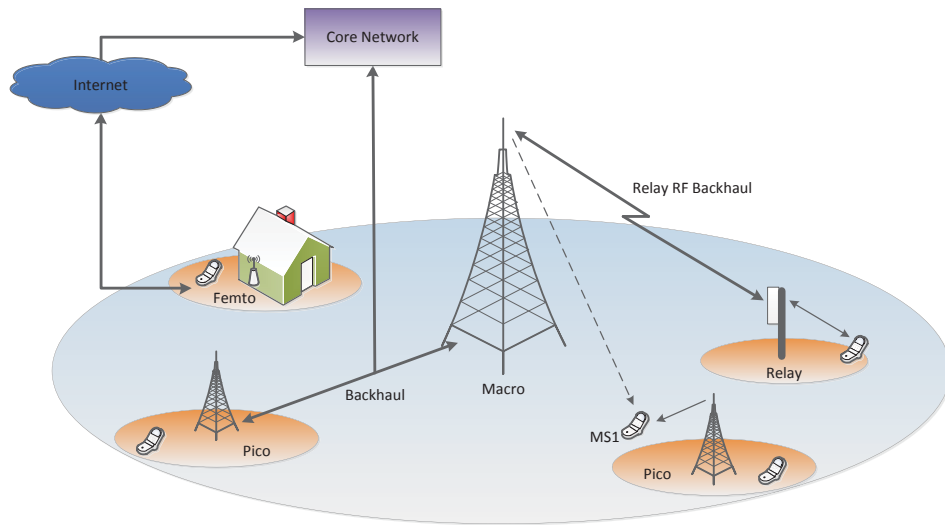 Core Network
Internet
Relay RF Backhaul
Femto
Macro
Relay
Backhaul
MS1
Pico
Pico